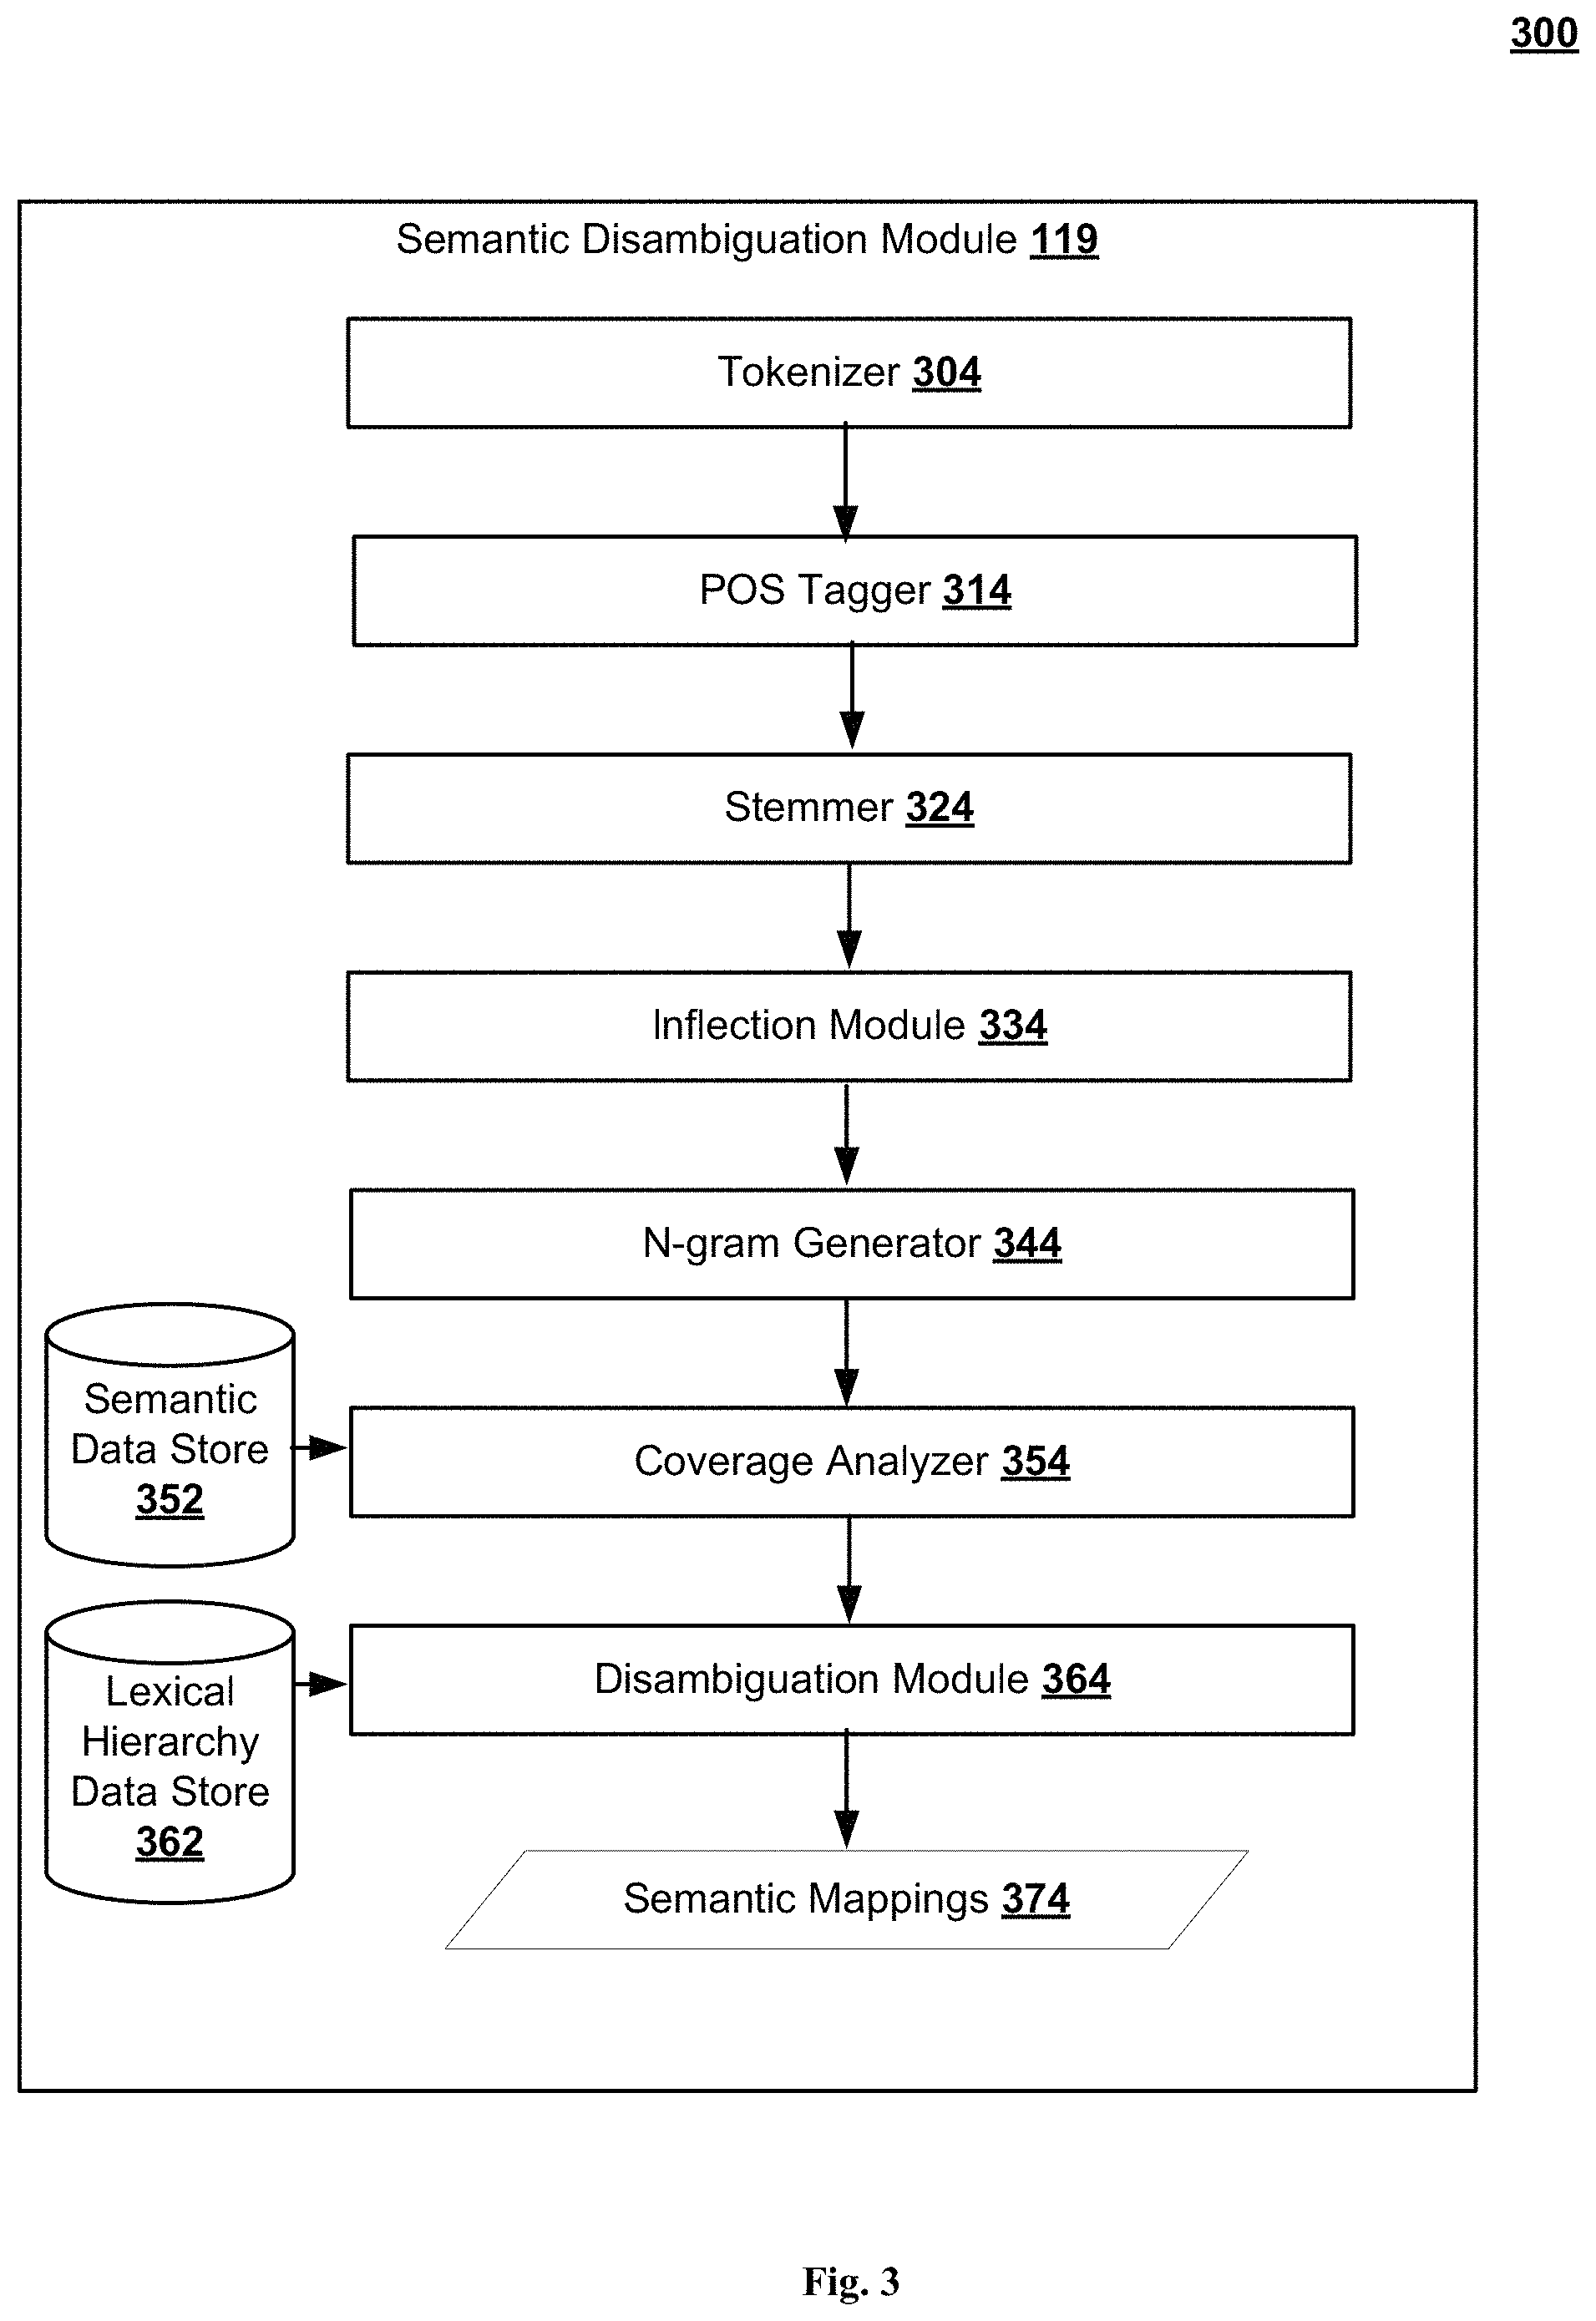 300
Semantic Disambiguation Module 119
Tokenizer 304
POS Tagger 314
Stemmer 324
Inflection Module 334
N-gram Generator 344
Semantic
Data Store
352
Coverage Analyzer 354
Lexical
Hierarchy
Data Store
362
Disambiguation Module 364
Semantic Mappings 374
Fig. 3